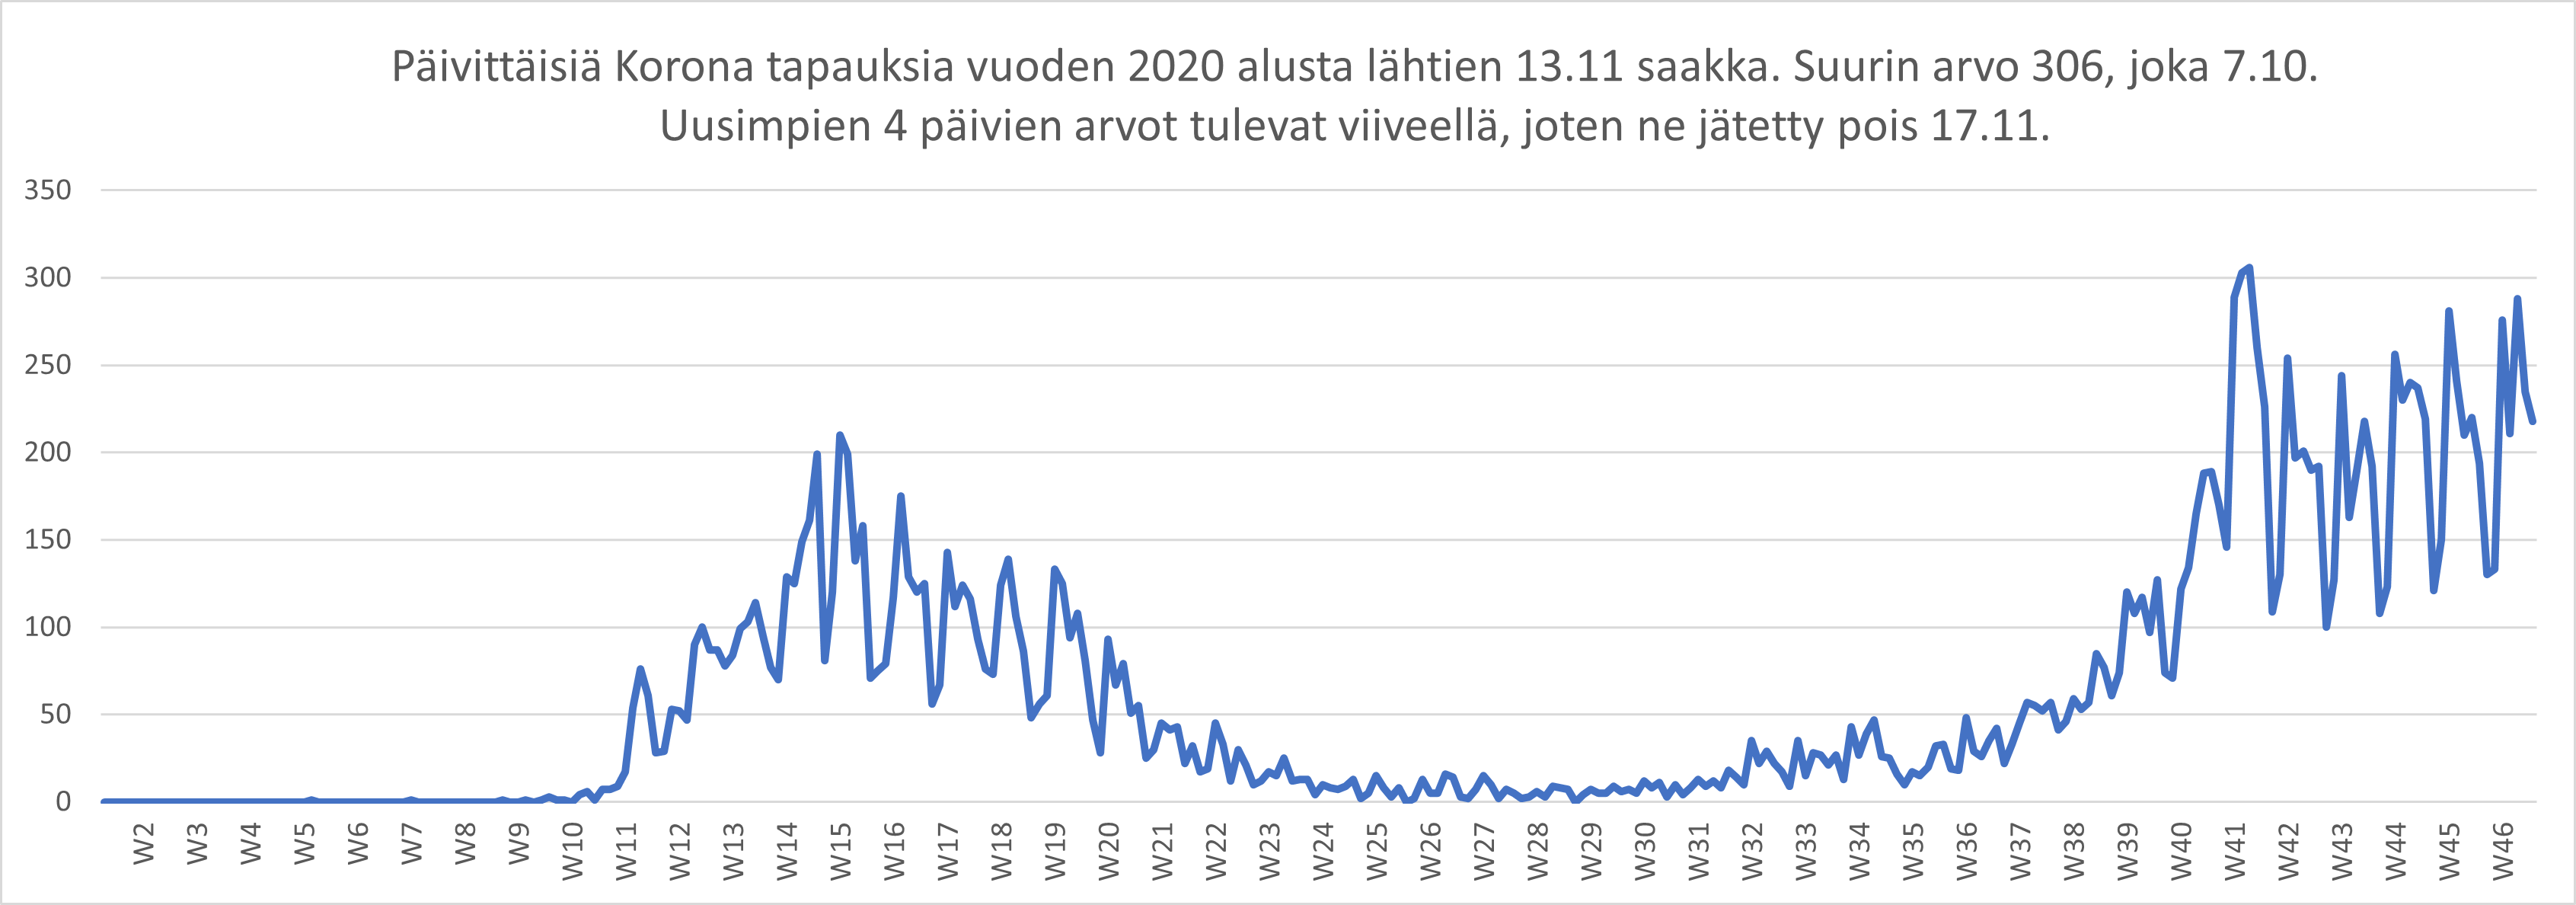 Päivittäisiä Korona tapauksia vuoden 2020 alusta lähtien 13.11 saakka. Suurin arvo 306, joka 7.10.
Uusimpien 4 päivien arvot tulevat viiveellä, joten ne jätetty pois 17.11.
350
300
250
200
150
100
50
0
W2
W3
W4
W5
W6
W7
W8
W9
W10
W11
W12
W13
W14
W15
W16
W17
W18
W19
W20
W21
W22
W23
W24
W25
W26
W27
W28
W29
W30
W31
W32
W33
W34
W35
W36
W37
W38
W39
W40
W41
W42
W43
W44
W45
W46